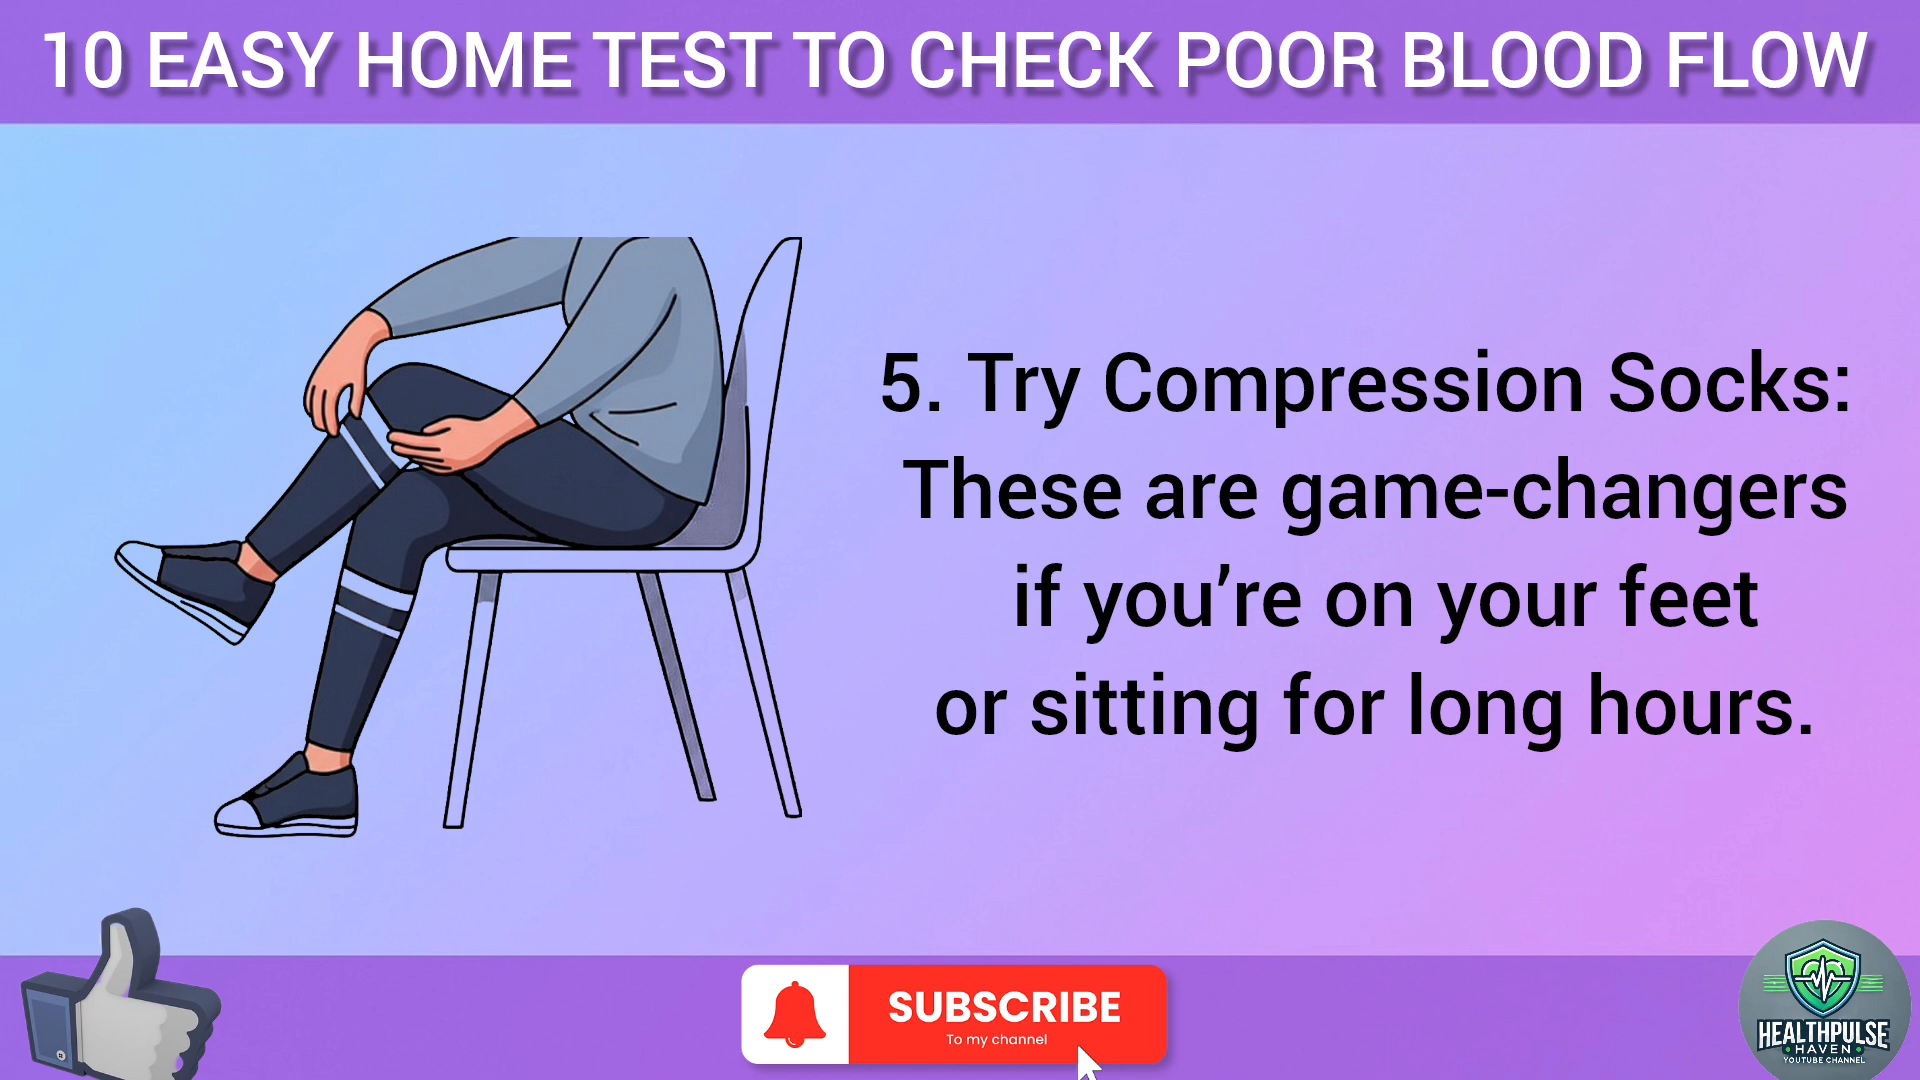 10 EASY HOME TEST TO CHECK POOR BLOOD FLOW
5. Try Compression Socks:
These are game-changers
if you’re on your feet
or sitting for long hours.
SUBSCRIBE
To my channel
HEALTHPULSE
HAVEN
YOUTUBE CHANNEL